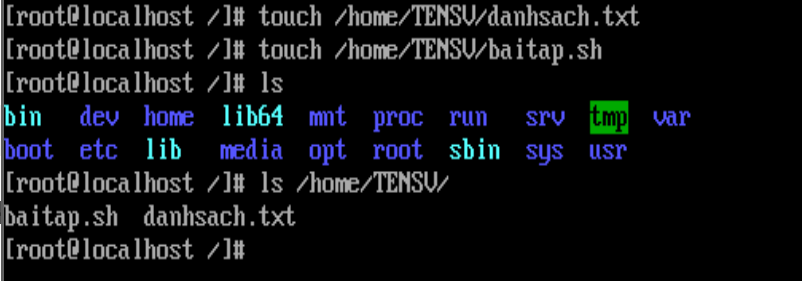 [root@localhost /]# touch /home/TENSV/danhsach.txt
[root@localhost /]# touch /home/TENSV/baitap.sh
[root@localhost /]# ls
bin dev home lib64 mnt proc run srv tmp var
boot etc lib media opt root sbin sys usr
[root@localhost /]# ls /home/TENSV/
baitap.sh danhsach.txt
[root@localhost /]#